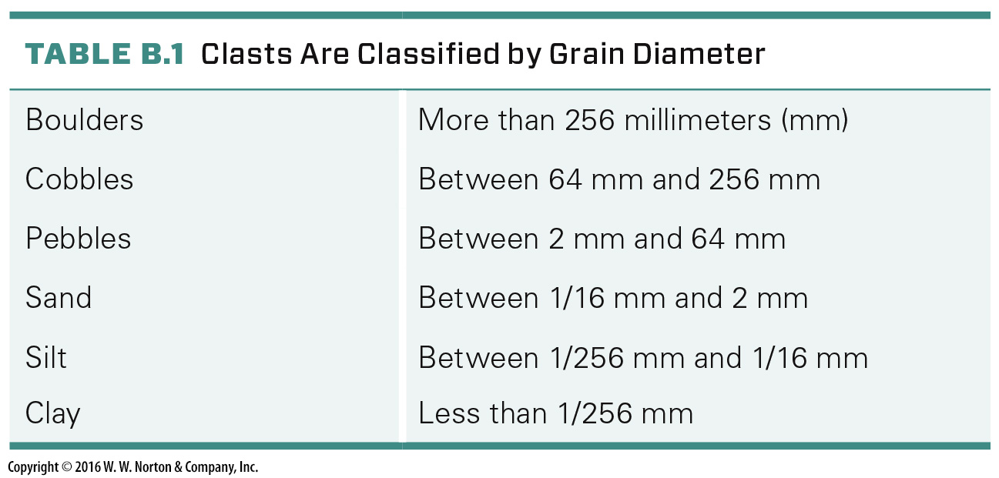 TABLE B.1 Clasts Are Classified by Grain Diameter
Boulders More than 256 millimeters (mm)
Cobbles Between 64 mm and 256 mm
Pebbles Between 2 mm and 64 mm
Sand Between 1/16 mm and 2 mm
Silt Between 1/256 mm and 1/16 mm
Clay Less than 1/256 mm
Copyright © 2016 W. W. Norton & Company, Inc.